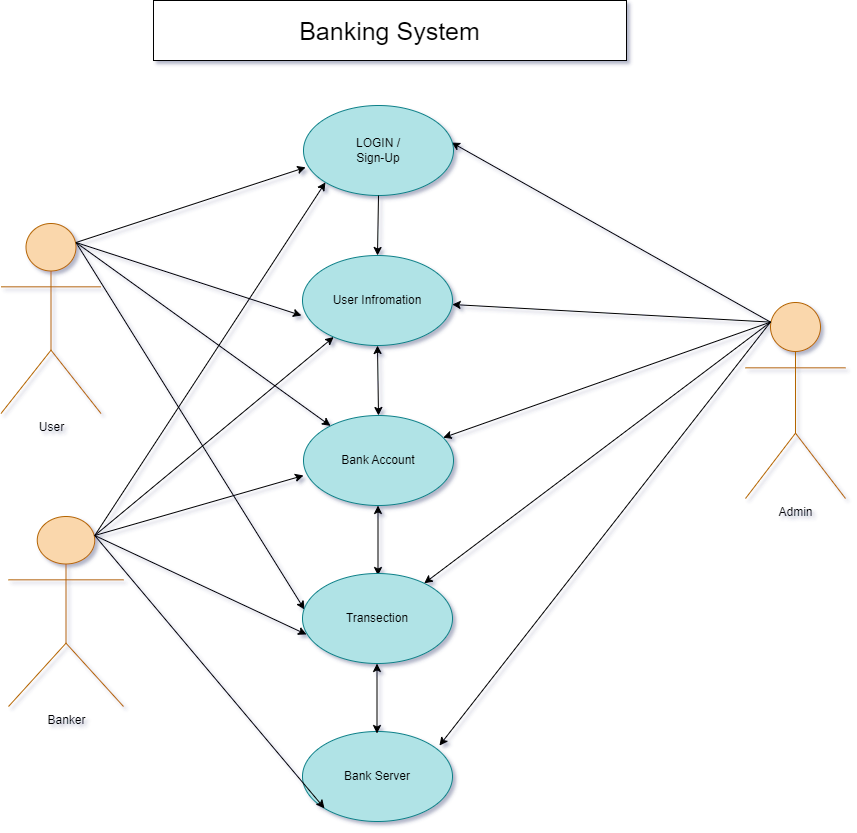 Banking System
LOGIN /
Sign-Up
User Infromation
User
Bank Account
Admin
Transection
Banker
Bank Server